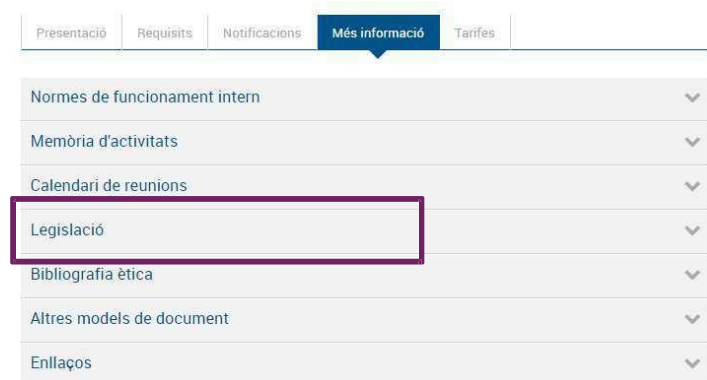 Presentació Requisits Notificacions Més informació Tarifes
Normes de funcionament intern
Memòria d'activitats
Calendari de reunions
Legislació
Bibliografia ètica
Altres models de document
Enllaços